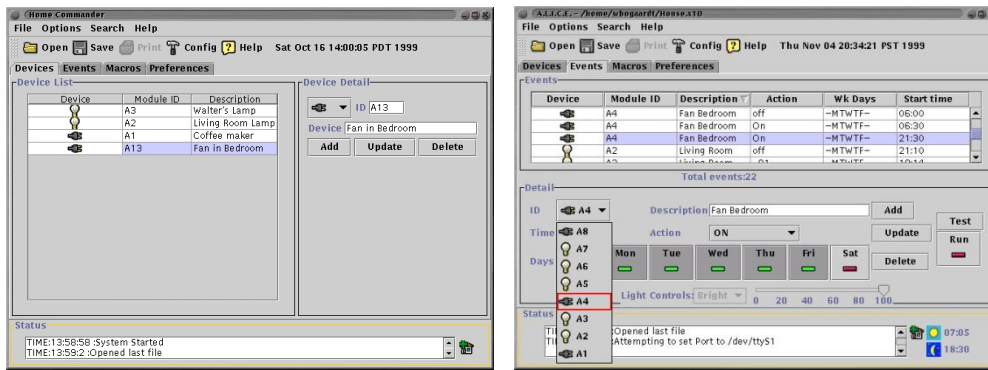 Home Commander
File Options Search Help
Open Save Print Config Help Sat Oct 16 14:00:05 PDT 1999
Devices Events Macros Preferences
Device List
Device Module ID Description
A3 Walter's Lamp
A2 Living Room Lamp
A1 Coffee maker
A13 Fan in Bedroom
Device Detail
ID A13
Device Fan in Bedroom
Add Update Delete
Status
TIME:13:58:58 :System Started
TIME:13:59:2 :Opened last file
A.L.I.C.E. - /home/wbogaardt/House.x10
File Options Search Help
Open Save Print Config Help Thu Nov 04 20:34:21 PST 1999
Devices Events Macros Preferences
Events
Device Module ID Description Action Wk Days Start time
A4 Fan Bedroom off -MTWTF- 06:00
A4 Fan Bedroom On -MTWTF- 06:30
A4 Fan Bedroom On -MTWTF- 21:30
A2 Living Room off -MTWTF- 21:10
Total events:22
Detail
ID A4 Description Fan Bedroom Add
Test
Time Action ON Update
Run
Days Mon Tue Wed Thu Fri Sat Delete
A8
A7
A6
A5
A4
A3
A2
A1
Light Controls: Bright 0 20 40 60 80 100
Status
:Opened last file
:Attempting to set Port to /dev/ttyS1
07:05
18:30